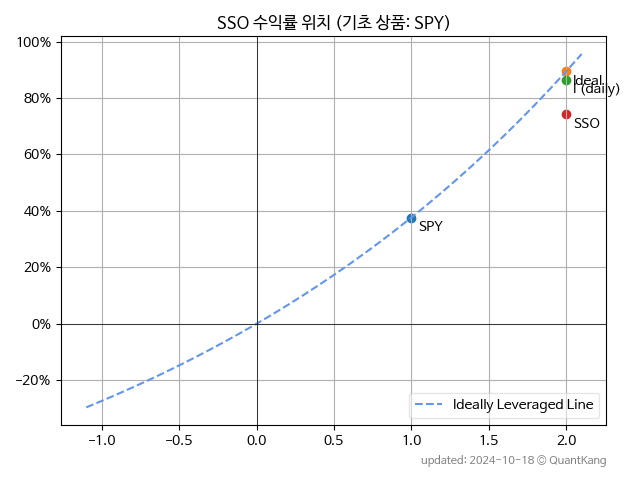 SSO 수익률 위치 (기초 상품: SPY)
100%
80%
60%
40%
20%
0%
−20%
Ideal
I (daily)
SSO
SPY
Ideally Leveraged Line
−1.0 −0.5 0.0 0.5 1.0 1.5 2.0
updated: 2024-10-18 © QuantKang